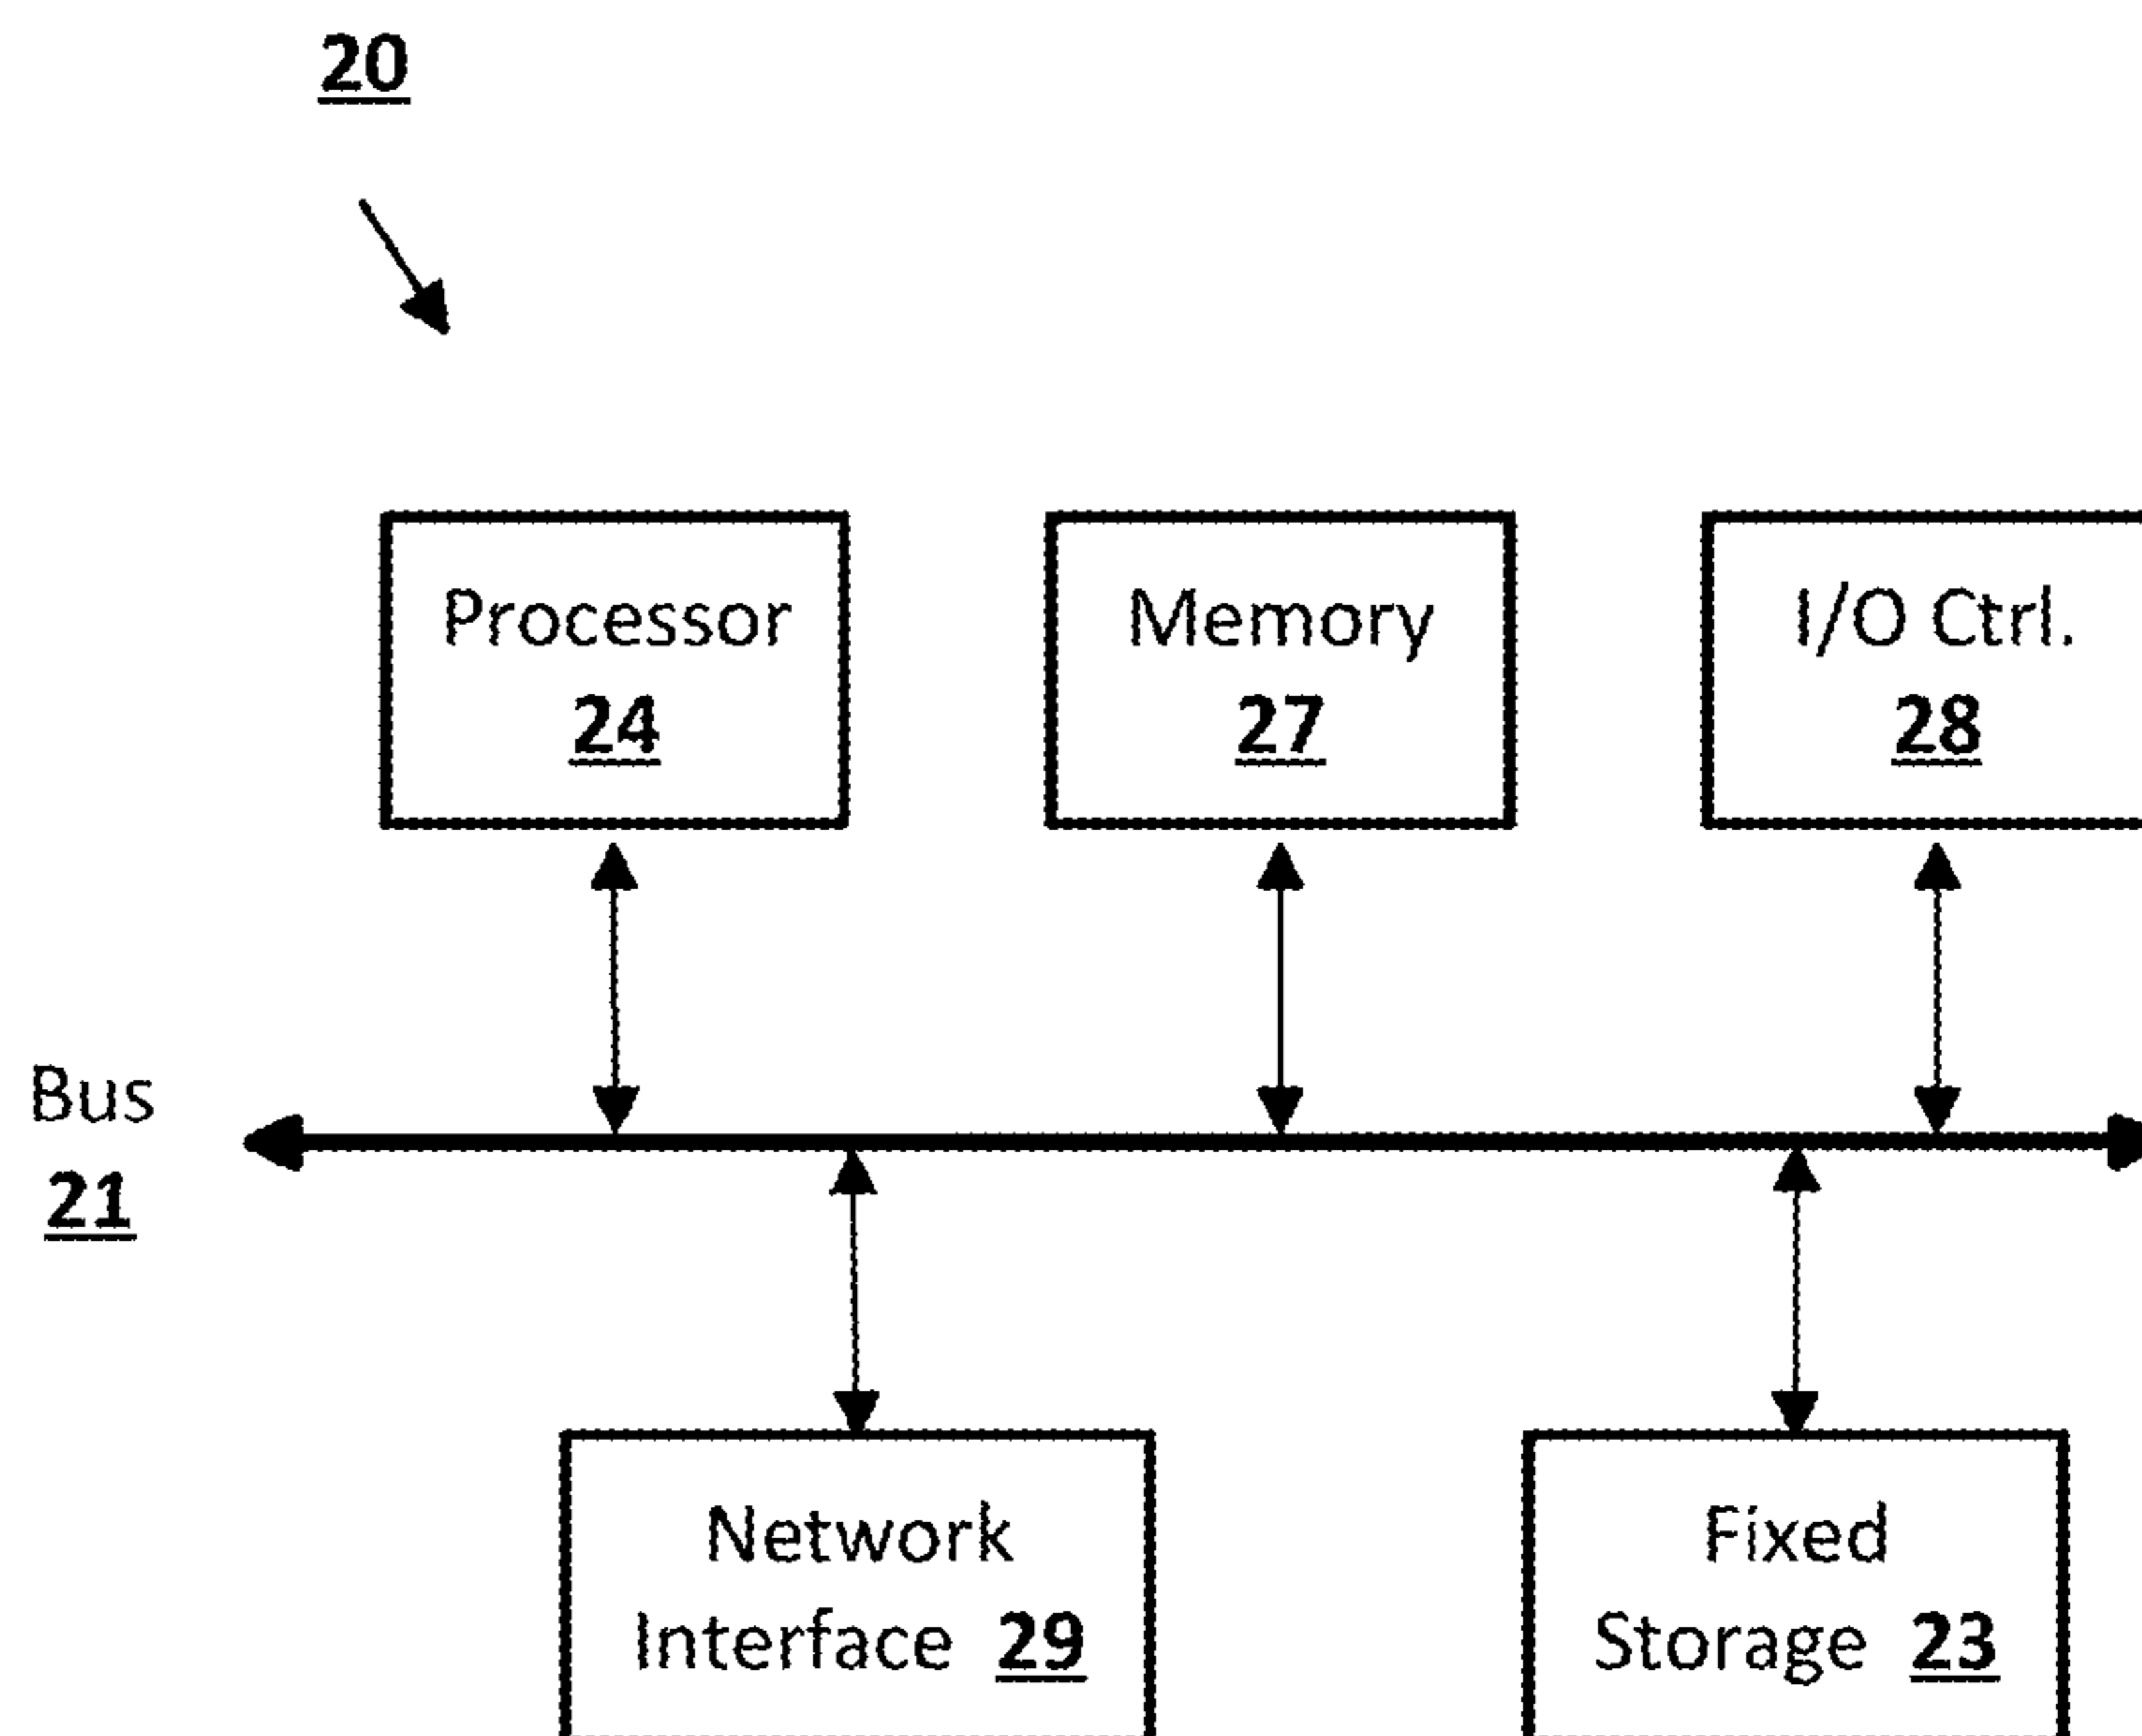 20
Processor
24
Memory
27
I/O Ctrl.
28
Bus
21
Network
Interface 29
Fixed
Storage 23